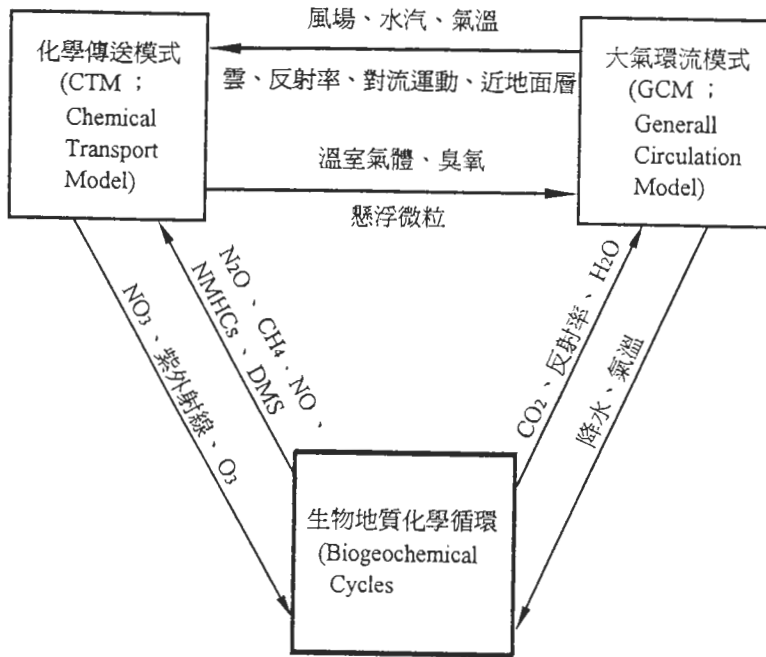 風場、水汽、氣溫
化學傳送模式
(CTM ;
Chemical
Transport
Model)
雲、反射率、對流運動、近地面層
大氣環流模式
(GCM ;
Generall
Circulation
Model)
溫室氣體、臭氧
懸浮微粒
NO₃、紫外射線、O₃
N₂O、CH₄、NO、
NMHCs、DMS
CO₂、反射率、H₂O
降水、氣溫
生物地質化學循環
(Biogeochemical
Cycles